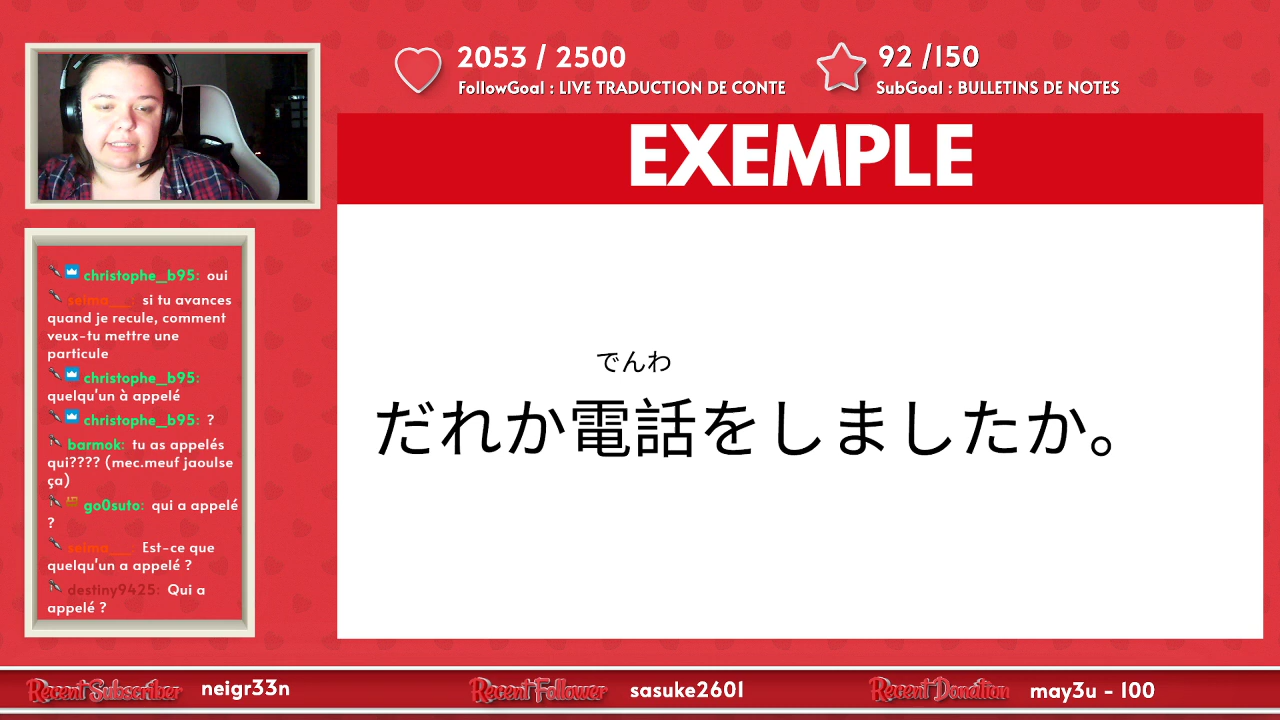 2053 / 2500
FollowGoal : LIVE TRADUCTION DE CONTE
92 /150
SubGoal : BULLETINS DE NOTES
EXEMPLE
でんわ
だれか電話をしましたか。
christophe_b95: oui
seima___: si tu avances
quand je recule, comment
veux-tu mettre une
particule
christophe_b95:
quelqu'un à appelé
christophe_b95: ?
barmok: tu as appelés
qui???? (mec.meuf jaoulse
ça)
go0suto: qui a appelé
?
seima___: Est-ce que
quelqu'un a appelé ?
destiny9425: Qui a
appelé ?
Recent Subscriber neigr33n
Recent Follower sasuke2601
Recent Donation may3u - 100